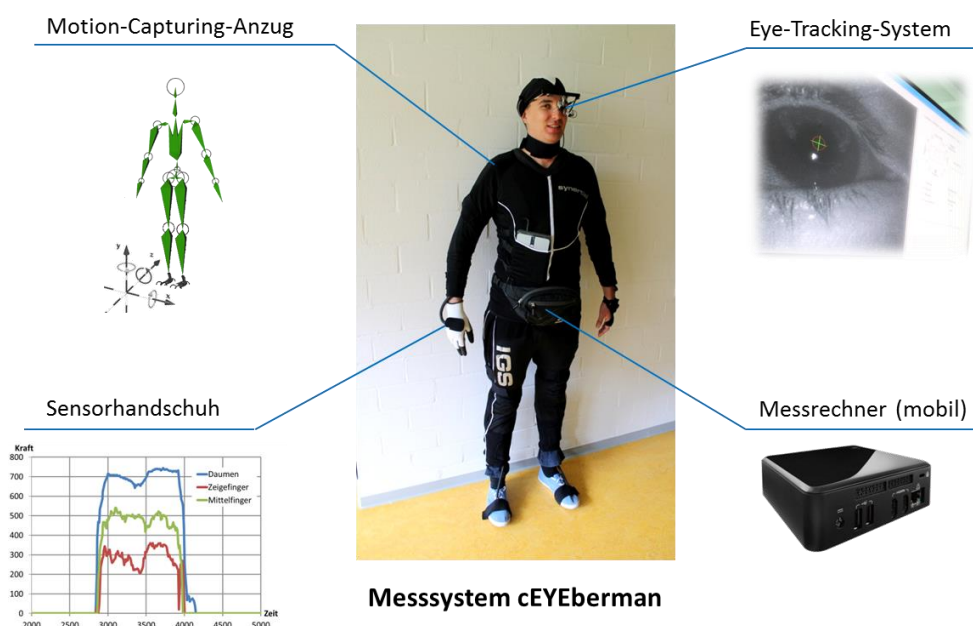 Motion-Capturing-Anzug
Eye-Tracking-System
y
z
x
synertial
IGS
Sensorhandschuh
Messrechner (mobil)
Kraft
800
700
600
500
400
300
200
100
0
Daumen
Zeigefinger
Mittelfinger
Zeit
2000 2500 3000 3500 4000 4500 5000
Messsystem cEYEberman